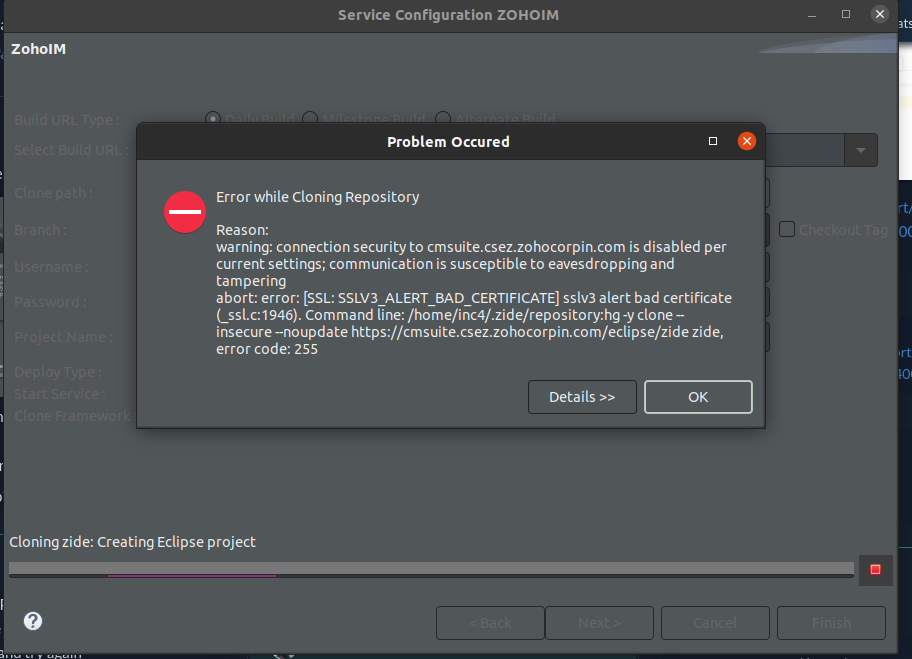 Service Configuration ZOHOIM
ats
ZohoIM
Build URL Type :
Daily Build
Milestone Build
Alternate Build
Select Build URL :
Clone path :
Branch :
Checkout Tag
Username :
Password :
Project Name :
Deploy Type :
Start Service :
Clone Framework :
Problem Occured
Error while Cloning Repository
Reason:
warning: connection security to cmsuite.csez.zohocorpin.com is disabled per
current settings; communication is susceptible to eavesdropping and
tampering
abort: error: [SSL: SSLV3_ALERT_BAD_CERTIFICATE] sslv3 alert bad certificate
(_ssl.c:1946). Command line: /home/inc4/.zide/repository:hg -y clone --
insecure --noupdate https://cmsuite.csez.zohocorpin.com/eclipse/zide zide,
error code: 255
Details >>
OK
Cloning zide: Creating Eclipse project
?
< Back
Next >
Cancel
Finish
and try again